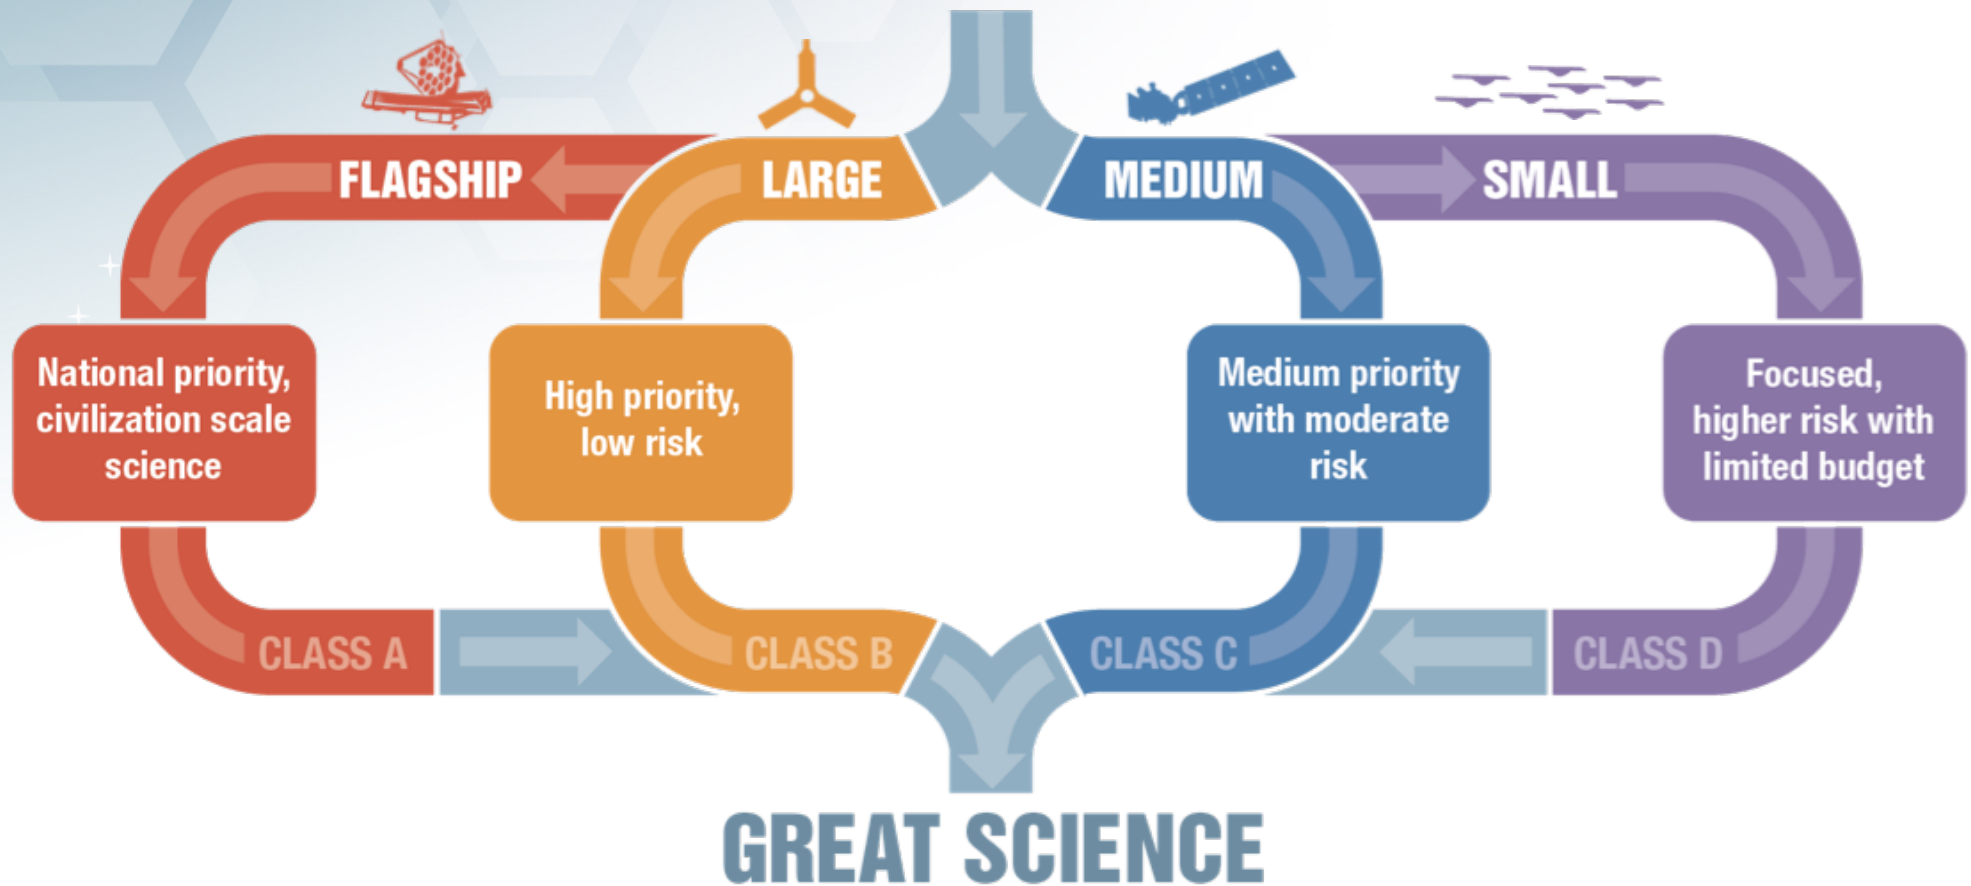 FLAGSHIP
LARGE
MEDIUM
SMALL
National priority,
civilization scale
science
High priority,
low risk
Medium priority
with moderate
risk
Focused,
higher risk with
limited budget
CLASS A
CLASS B
CLASS C
CLASS D
GREAT SCIENCE